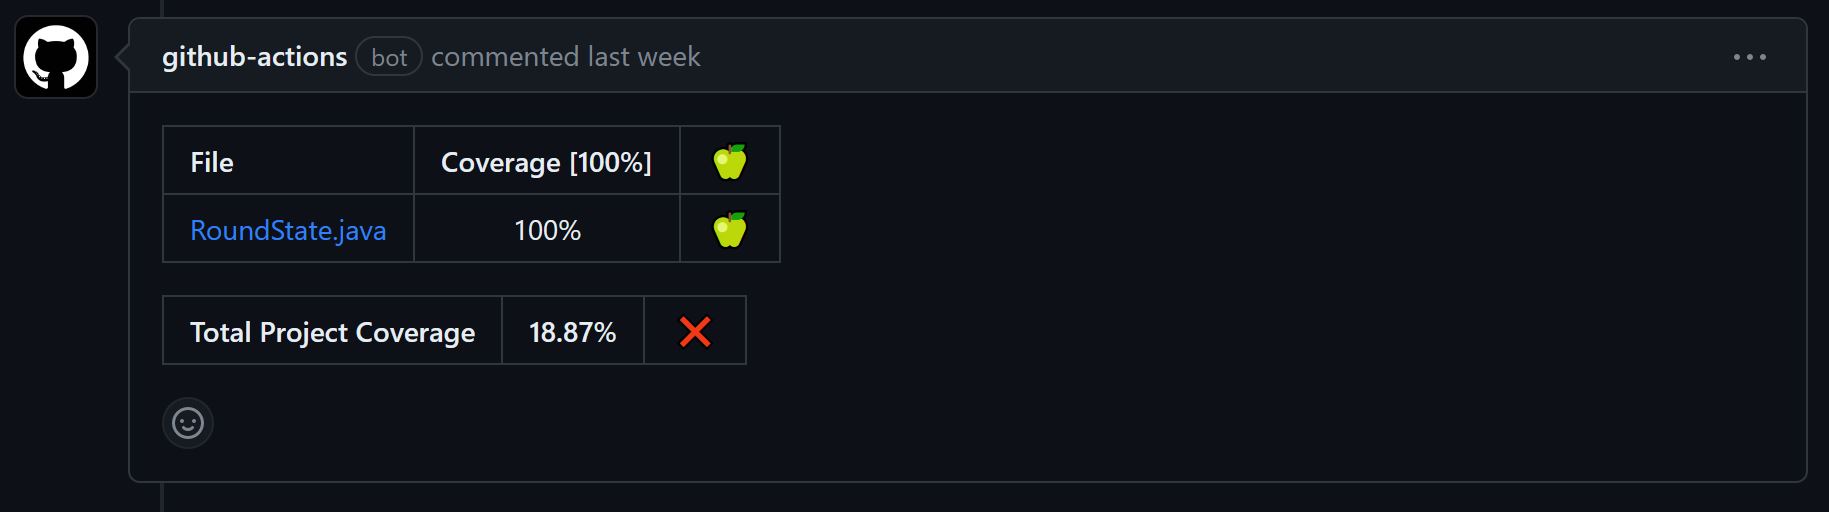 github-actions bot commented last week
File Coverage [100%] 🍏
RoundState.java 100% 🍏
Total Project Coverage 18.87% ❌